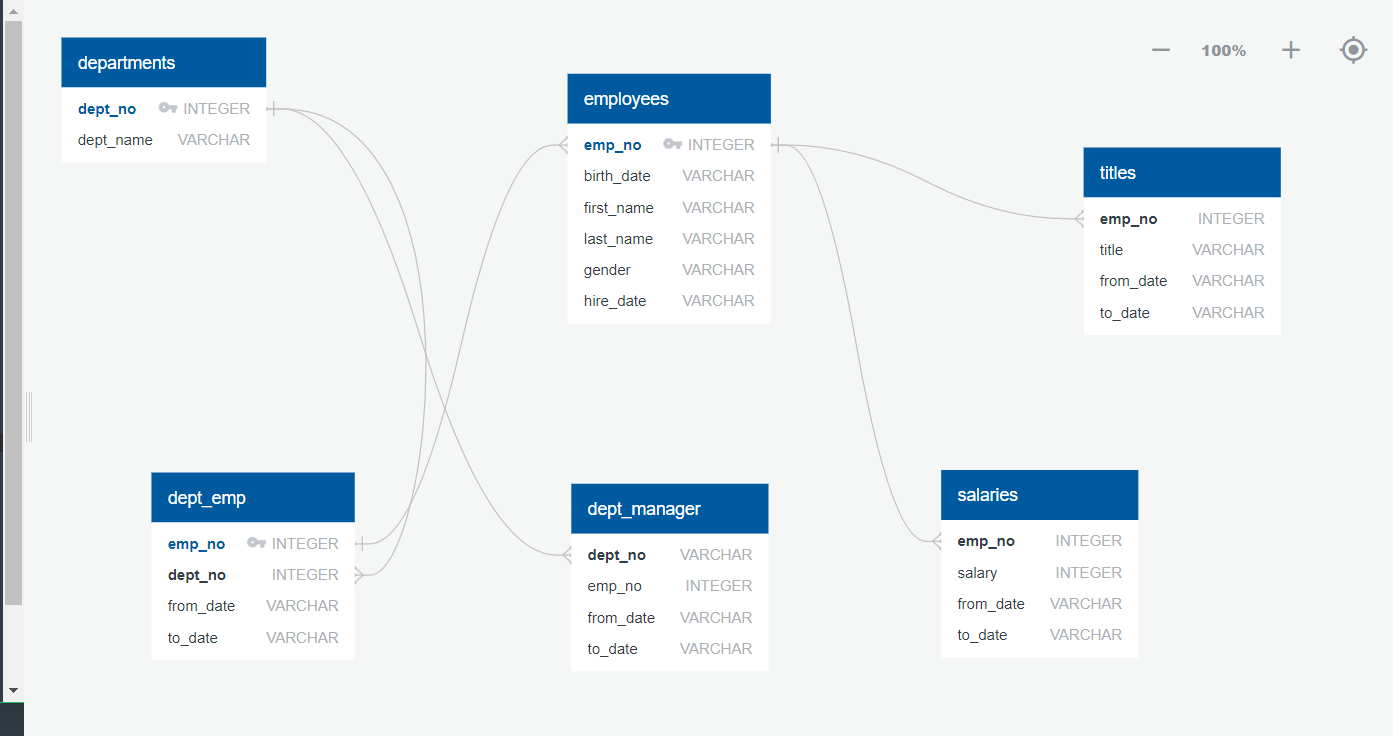 100%
departments
dept_no INTEGER
dept_name VARCHAR
employees
emp_no INTEGER
birth_date VARCHAR
first_name VARCHAR
last_name VARCHAR
gender VARCHAR
hire_date VARCHAR
titles
emp_no INTEGER
title VARCHAR
from_date VARCHAR
to_date VARCHAR
dept_emp
emp_no INTEGER
dept_no INTEGER
from_date VARCHAR
to_date VARCHAR
dept_manager
dept_no VARCHAR
emp_no INTEGER
from_date VARCHAR
to_date VARCHAR
salaries
emp_no INTEGER
salary INTEGER
from_date VARCHAR
to_date VARCHAR